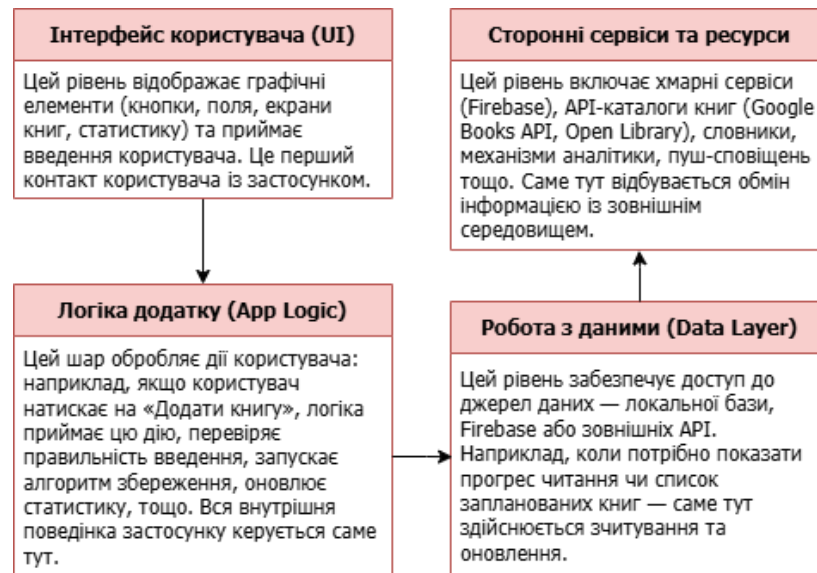 Інтерфейс користувача (UI)
Цей рівень відображає графічні
елементи (кнопки, поля, екрани
книг, статистику) та приймає
введення користувача. Це перший
контакт користувача із застосунком.
Логіка додатку (App Logic)
Цей шар обробляє дії користувача:
наприклад, якщо користувач
натискає на «Додати книгу», логіка
приймає цю дію, перевіряє
правильність введення, запускає
алгоритм збереження, оновлює
статистику, тощо. Вся внутрішня
поведінка застосунку керується саме
тут.
Робота з даними (Data Layer)
Цей рівень забезпечує доступ до
джерел даних — локальної бази,
Firebase або зовнішніх API.
Наприклад, коли потрібно показати
прогрес читання чи список
запланованих книг — саме тут
здійснюється зчитування та
оновлення.
Сторонні сервіси та ресурси
Цей рівень включає хмарні сервіси
(Firebase), API-каталоги книг (Google
Books API, Open Library), словники,
механізми аналітики, пуш-сповіщень
тощо. Саме тут відбувається обмін
інформацією із зовнішнім
середовищем.